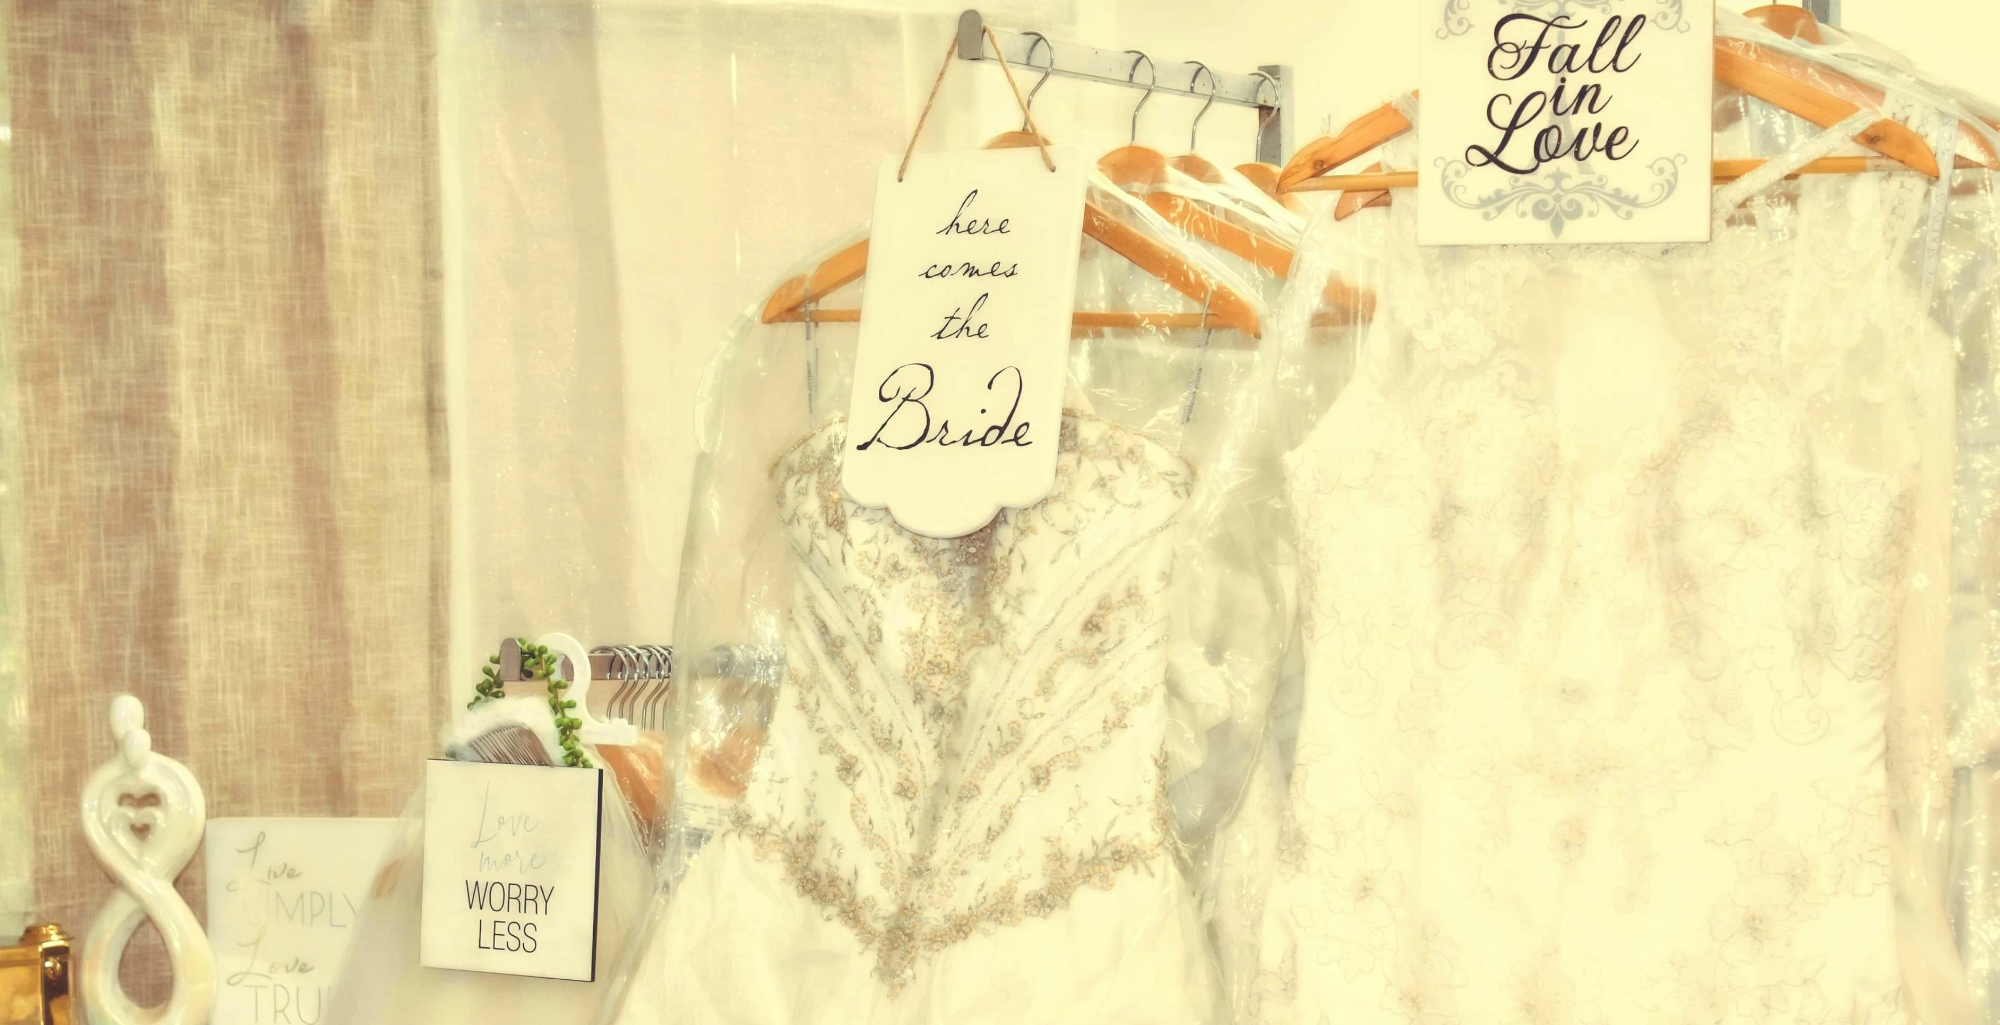 Fall
in
Love
here
comes
the
Bride
Love
more
WORRY
LESS
Live
Love